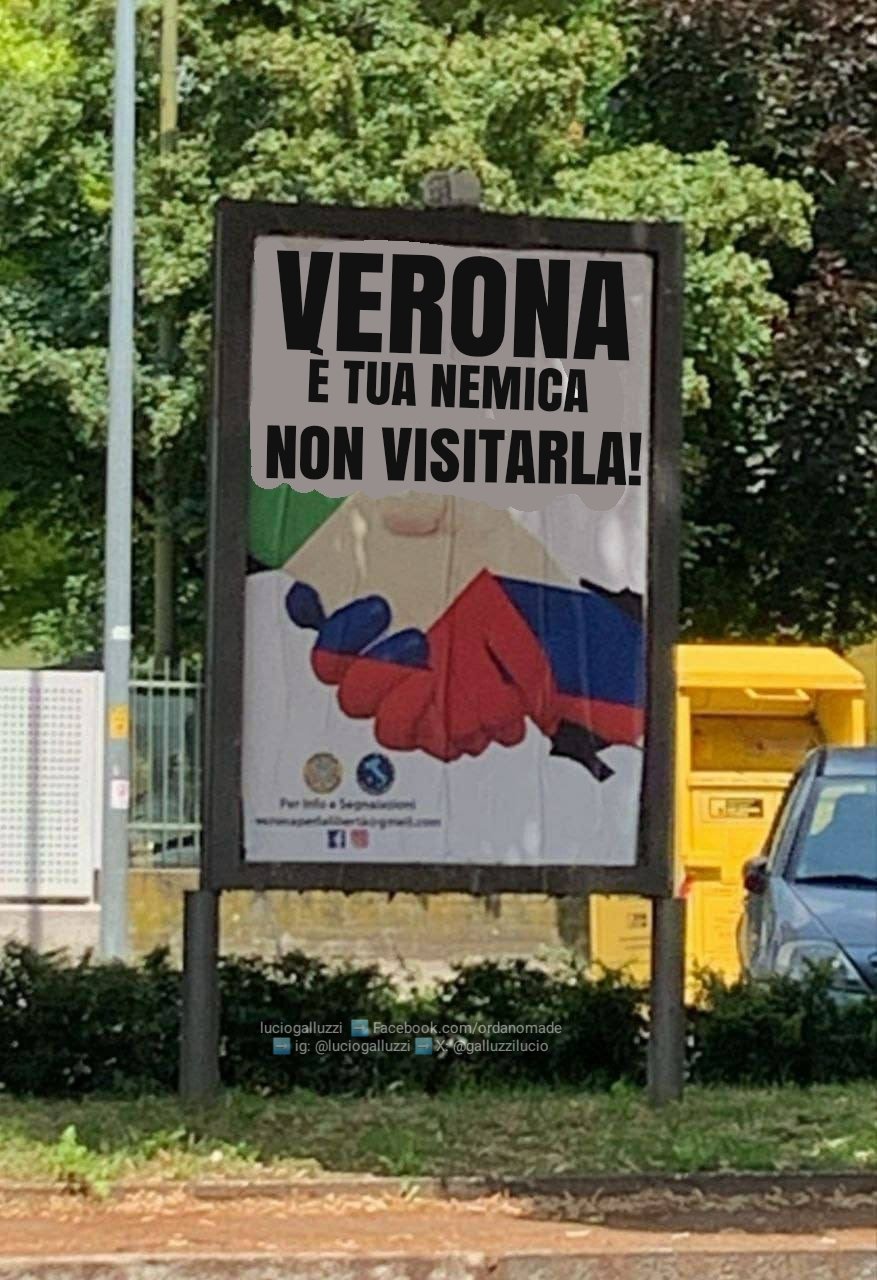 VERONA
È TUA NEMICA
NON VISITARLA!
Per Info e Segnalazioni
veronaperlaliberta@gmail.com
luciogalluzzi ➡️ Facebook.com/ordanomade
➡️ ig: @luciogalluzzi ➡️ X: @galluzzilucio